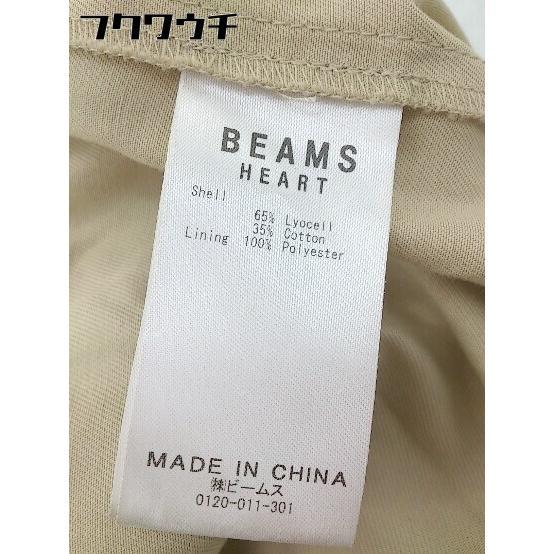 フクワウチ
BEAMS
HEART
Shell
65% Lyocell
35% Cotton
Lining 100% Polyester
MADE IN CHINA
㈱ビームス
0120-011-301